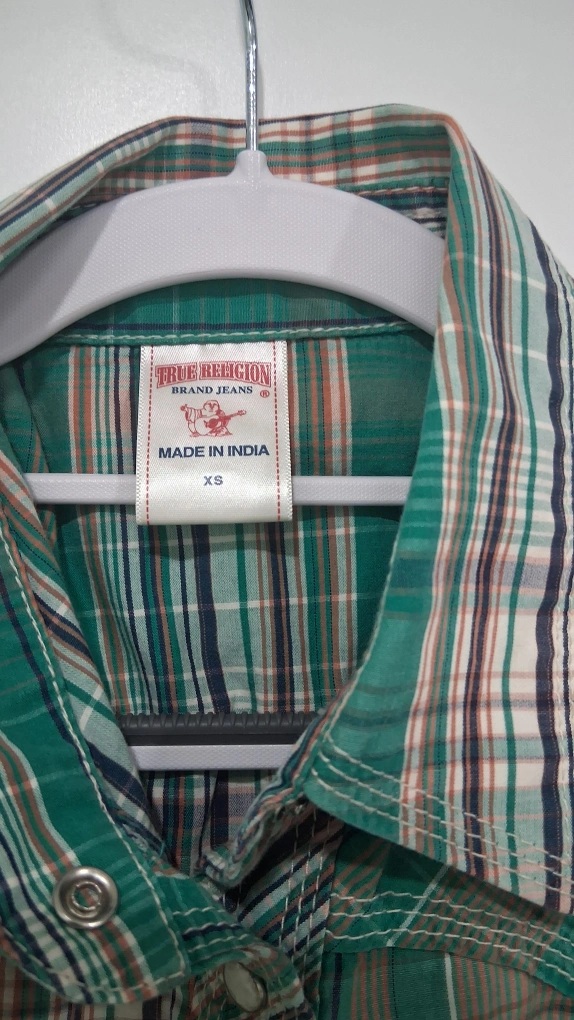 TRUE RELIGION
BRAND JEANS ®
MADE IN INDIA
XS